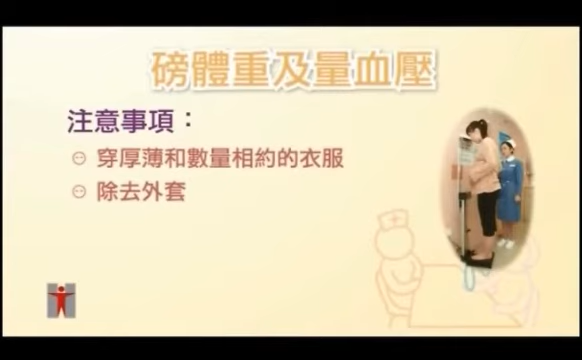 磅體重及量血壓
注意事項：
穿厚薄和數量相約的衣服
除去外套